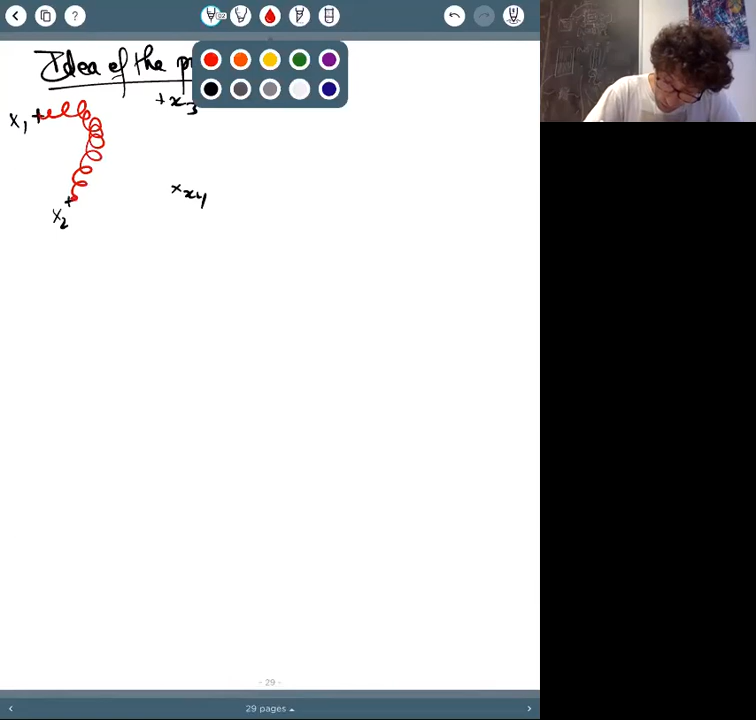 Idea of the
+ x3
x1 +
x x4
+
x2
- 29 -
29 pages